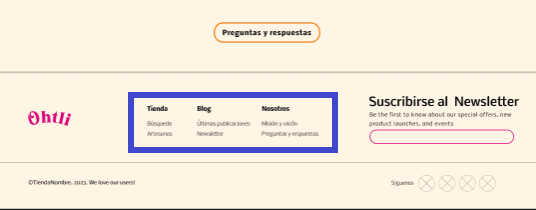 Preguntas y respuestas
Ohtli
Tienda
Búsqueda
Artesanos
Blog
Últimas publicaciones
Newsletter
Nosotros
Misión y visión
Preguntas y respuestas
Suscribirse al Newsletter
Be the first to know about our special offers, new
product launches, and events
©TiendaNombre, 2023. We love our users!
Síguenos